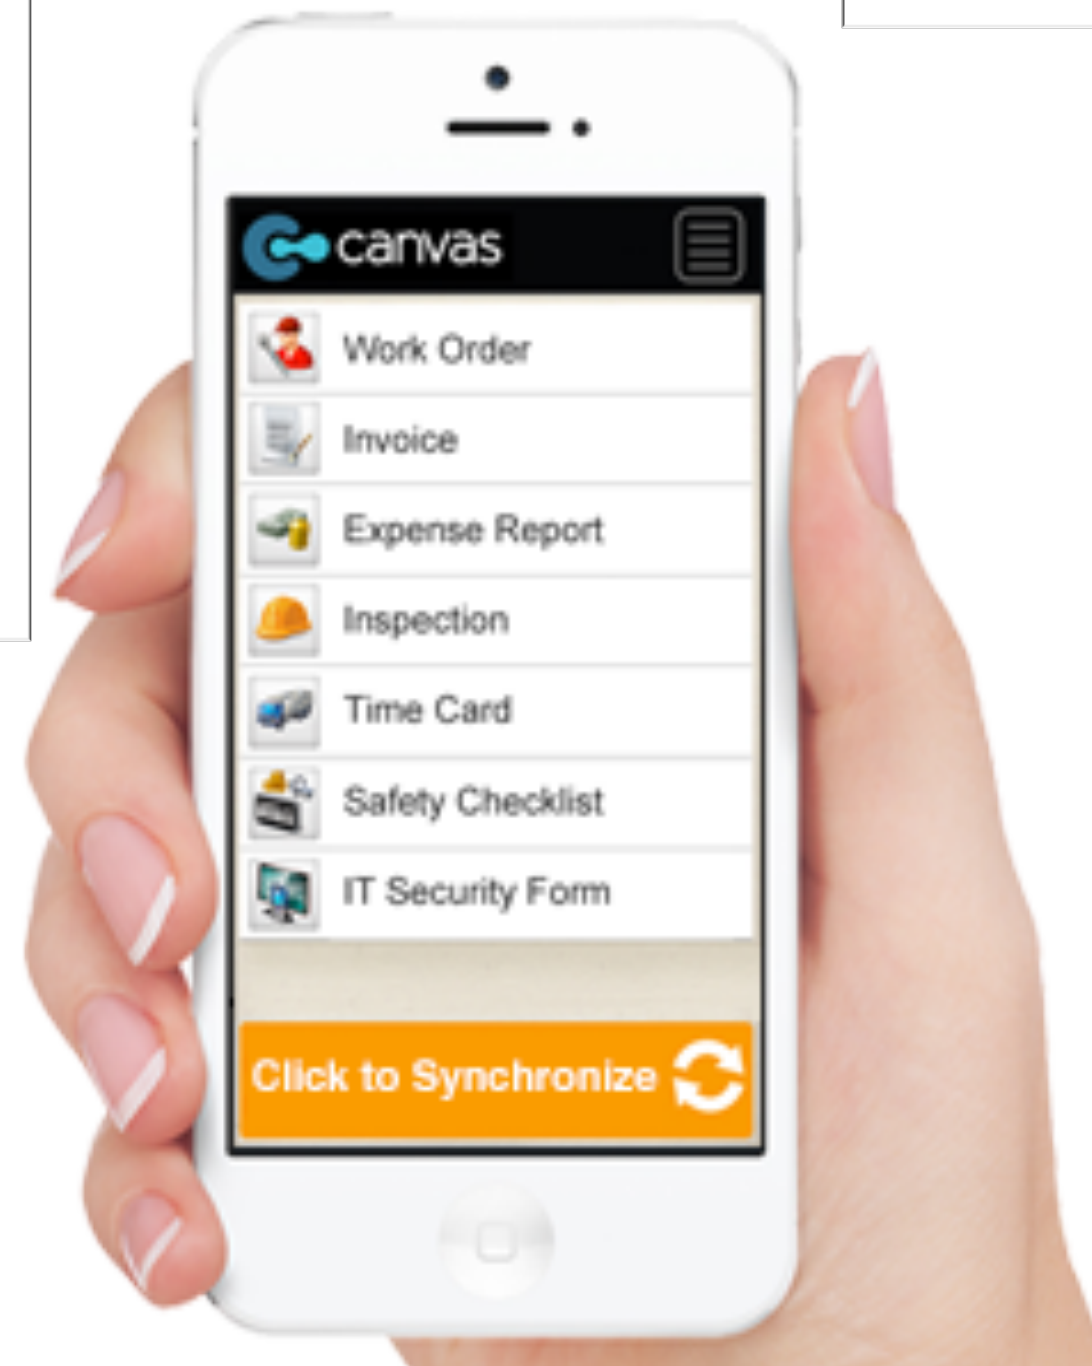 canvas
Work Order
Invoice
Expense Report
Inspection
Time Card
Safety Checklist
IT Security Form
Click to Synchronize